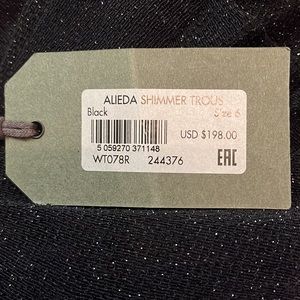 ALIEDA SHIMMER TROUS
Black Size 6
USD $198.00
5 059270 371148
WT078R 244376
EAC